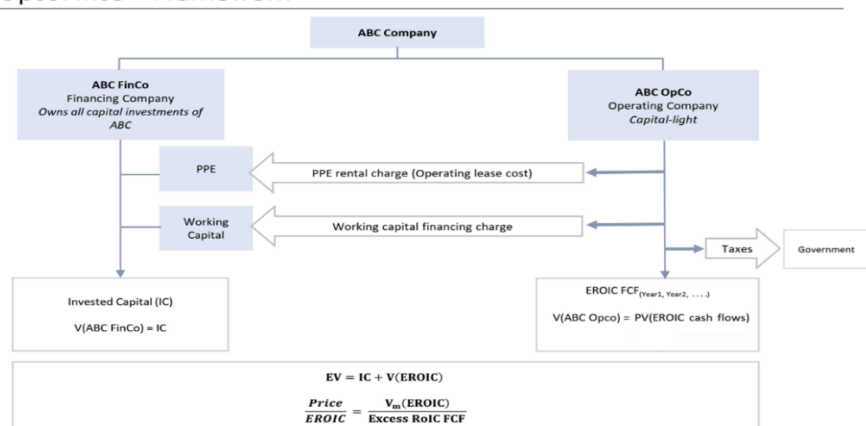 ABC Company
ABC FinCo
Financing Company
Owns all capital investments of
ABC
ABC OpCo
Operating Company
Capital-light
PPE
PPE rental charge (Operating lease cost)
Working
Capital
Working capital financing charge
Taxes
Government
Invested Capital (IC)
V(ABC FinCo) = IC
EROIC FCF(Year1, Year2, ....)
V(ABC Opco) = PV(EROIC cash flows)
EV = IC + V(EROIC)
Price / EROIC = Vm(EROIC) / Excess RoIC FCF